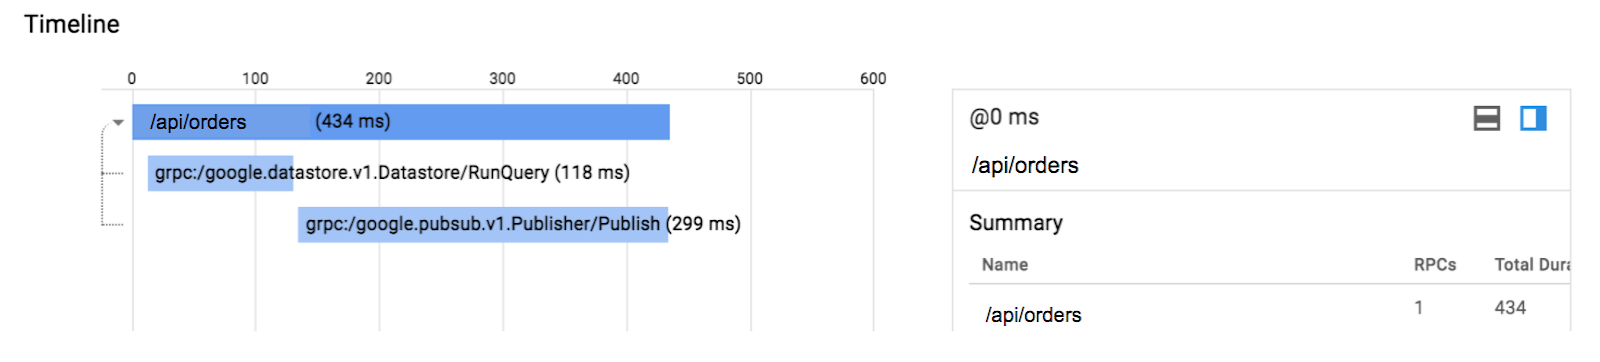 Timeline
0 100 200 300 400 500 600
/api/orders (434 ms)
grpc:/google.datastore.v1.Datastore/RunQuery (118 ms)
grpc:/google.pubsub.v1.Publisher/Publish (299 ms)
@0 ms
/api/orders
Summary
Name RPCs Total Dura
/api/orders 1 434